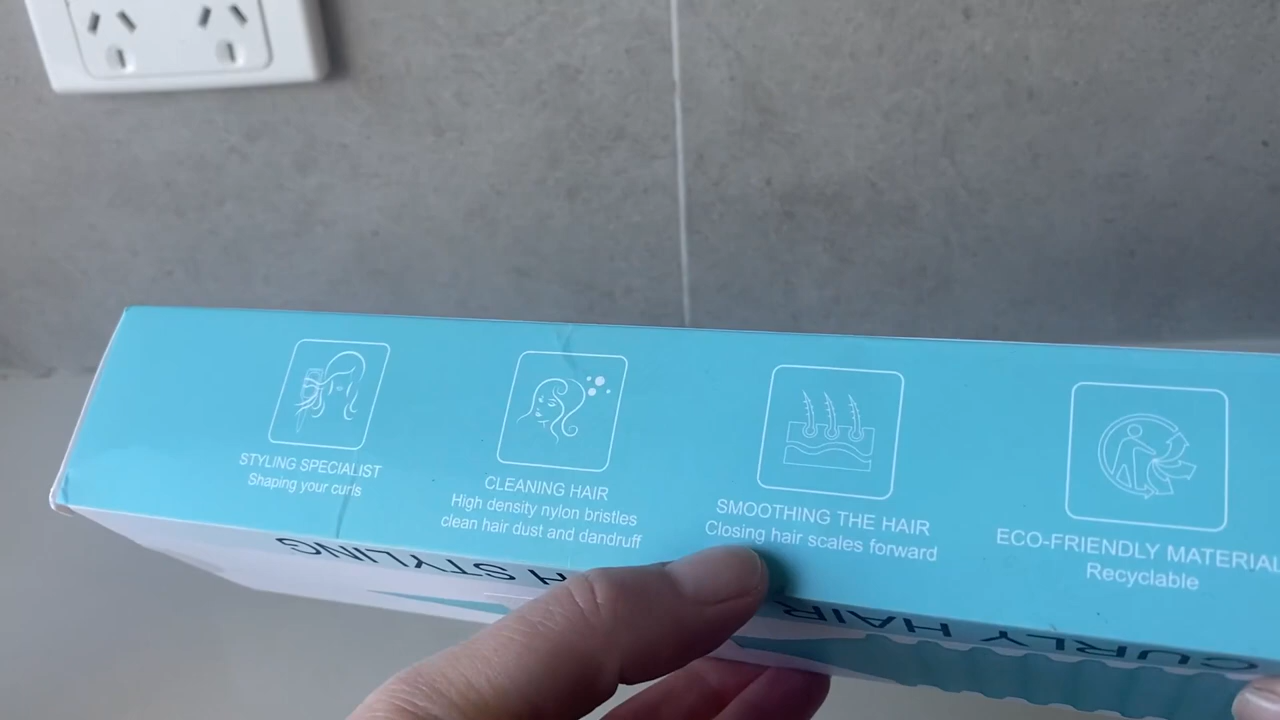 STYLING SPECIALIST
Shaping your curls
CLEANING HAIR
High density nylon bristles
clean hair dust and dandruff
SMOOTHING THE HAIR
Closing hair scales forward
ECO-FRIENDLY MATERIAL
Recyclable
CURLY HAIR
STYLING